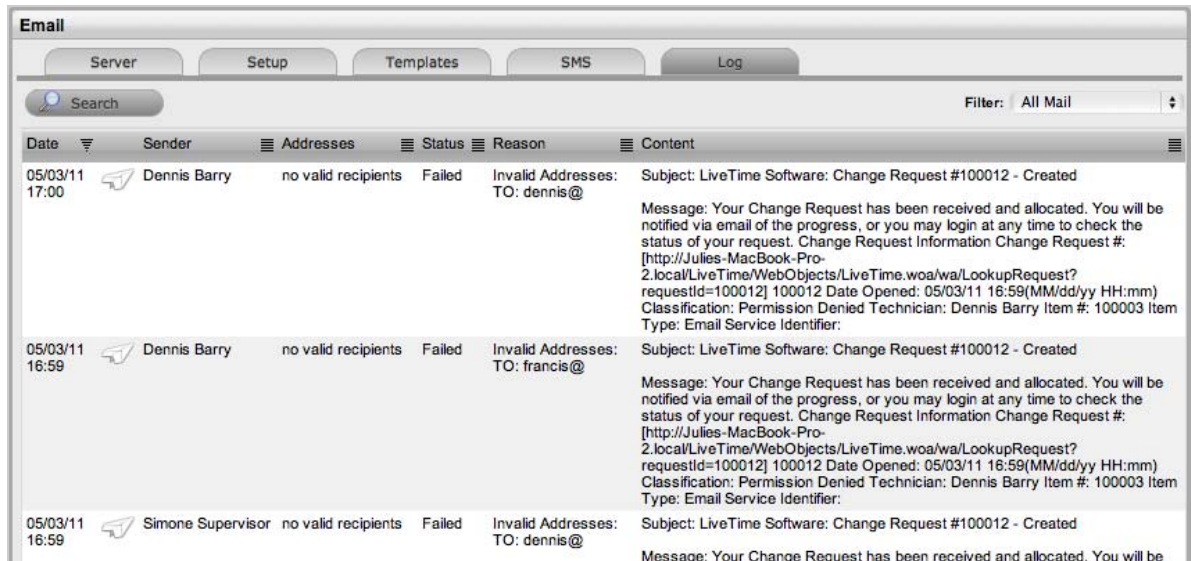 Email
Server Setup Templates SMS Log
Search Filter: All Mail
Date Sender Addresses Status Reason Content
05/03/11 Dennis Barry no valid recipients Failed Invalid Addresses: Subject: LiveTime Software: Change Request #100012 - Created
17:00 TO: dennis@
Message: Your Change Request has been received and allocated. You will be
notified via email of the progress, or you may login at any time to check the
status of your request. Change Request Information Change Request #:
[http://Julies-MacBook-Pro-
2.local/LiveTime/WebObjects/LiveTime.woa/wa/LookupRequest?
requestId=100012] 100012 Date Opened: 05/03/11 16:59(MM/dd/yy HH:mm)
Classification: Permission Denied Technician: Dennis Barry Item #: 100003 Item
Type: Email Service Identifier:
05/03/11 Dennis Barry no valid recipients Failed Invalid Addresses: Subject: LiveTime Software: Change Request #100012 - Created
16:59 TO: francis@
Message: Your Change Request has been received and allocated. You will be
notified via email of the progress, or you may login at any time to check the
status of your request. Change Request Information Change Request #:
[http://Julies-MacBook-Pro-
2.local/LiveTime/WebObjects/LiveTime.woa/wa/LookupRequest?
requestId=100012] 100012 Date Opened: 05/03/11 16:59(MM/dd/yy HH:mm)
Classification: Permission Denied Technician: Dennis Barry Item #: 100003 Item
Type: Email Service Identifier:
05/03/11 Simone Supervisor no valid recipients Failed Invalid Addresses: Subject: LiveTime Software: Change Request #100012 - Created
16:59 TO: dennis@
Message: Your Change Request has been received and allocated. You will be